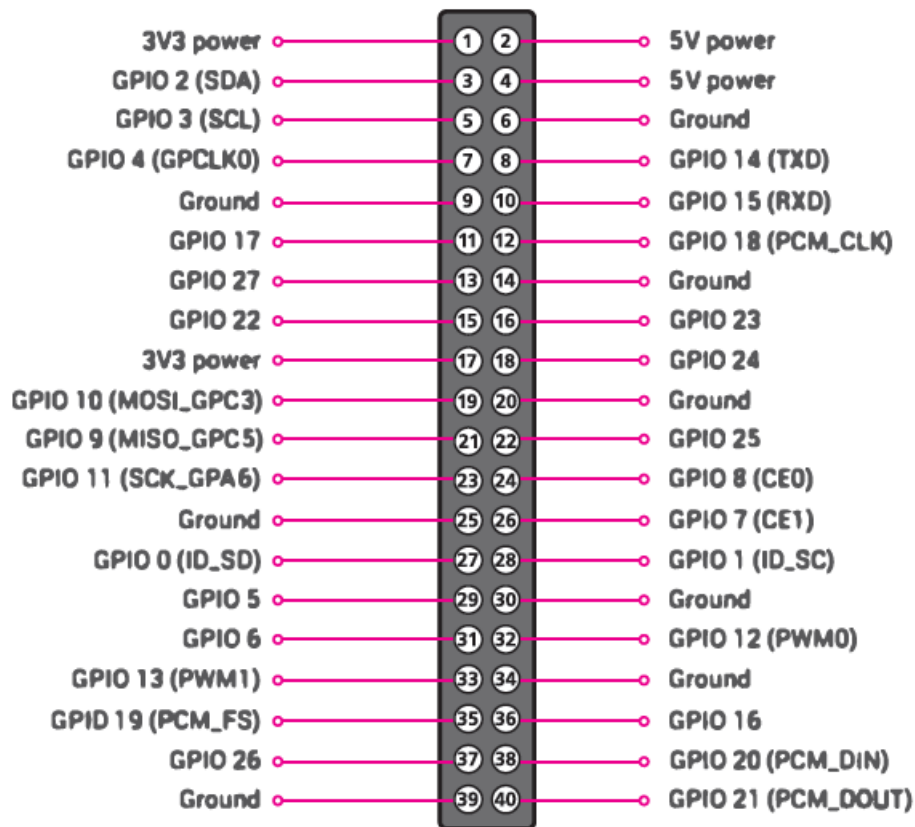 3V3 power 1 2 5V power
GPIO 2 (SDA) 3 4 5V power
GPIO 3 (SCL) 5 6 Ground
GPIO 4 (GPCLK0) 7 8 GPIO 14 (TXD)
Ground 9 10 GPIO 15 (RXD)
GPIO 17 11 12 GPIO 18 (PCM_CLK)
GPIO 27 13 14 Ground
GPIO 22 15 16 GPIO 23
3V3 power 17 18 GPIO 24
GPIO 10 (MOSI_GPC3) 19 20 Ground
GPIO 9 (MISO_GPC5) 21 22 GPIO 25
GPIO 11 (SCK_GPA6) 23 24 GPIO 8 (CE0)
Ground 25 26 GPIO 7 (CE1)
GPIO 0 (ID_SD) 27 28 GPIO 1 (ID_SC)
GPIO 5 29 30 Ground
GPIO 6 31 32 GPIO 12 (PWM0)
GPIO 13 (PWM1) 33 34 Ground
GPID 19 (PCM_FS) 35 36 GPIO 16
GPIO 26 37 38 GPIO 20 (PCM_DIN)
Ground 39 40 GPIO 21 (PCM_DOUT)